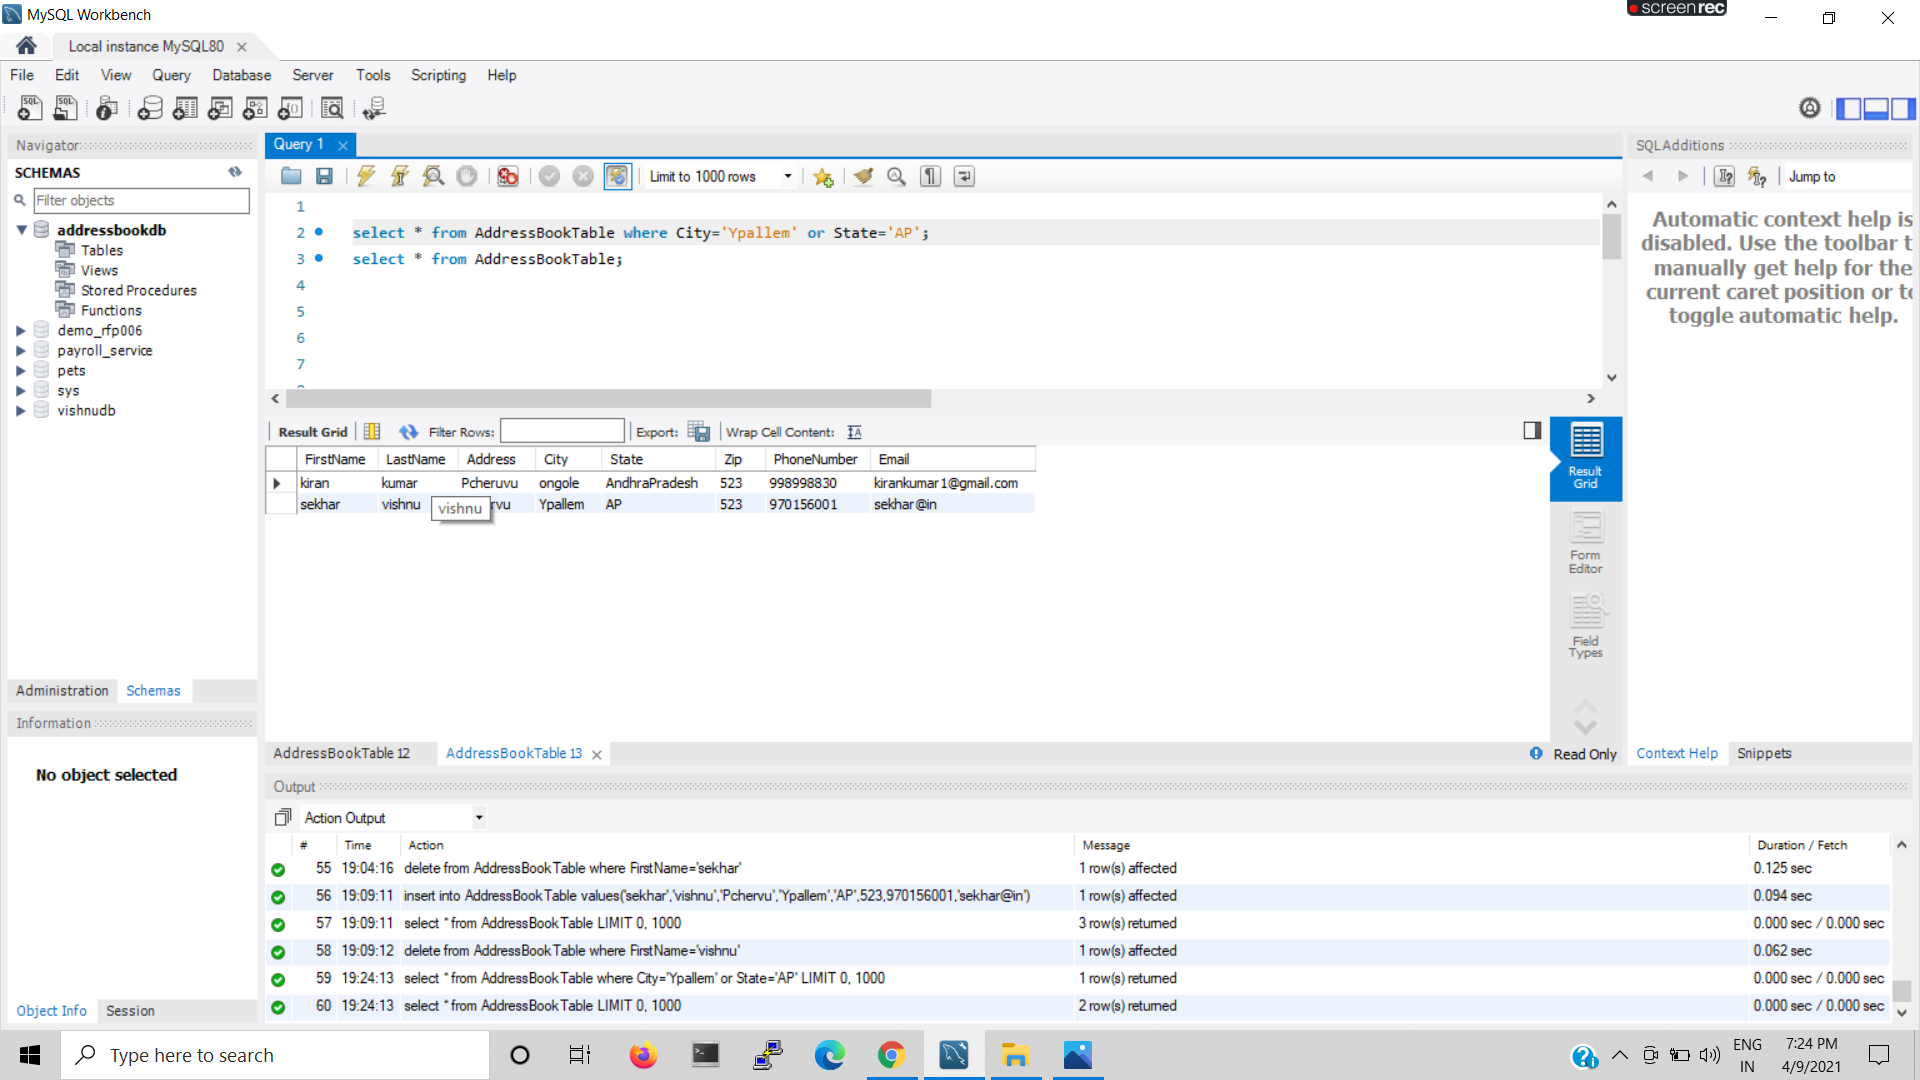 MySQL Workbench
screenrec
Local instance MySQL80
File Edit View Query Database Server Tools Scripting Help
Navigator
SCHEMAS
Filter objects
addressbookdb
Tables
Views
Stored Procedures
Functions
demo_rfp006
payroll_service
pets
sys
vishnudb
Administration Schemas
Information
No object selected
Object Info Session
Query 1
Limit to 1000 rows
1
2 select * from AddressBookTable where City='Ypallem' or State='AP';
3 select * from AddressBookTable;
4
5
6
7
Result Grid Filter Rows: Export: Wrap Cell Content:
FirstName LastName Address City State Zip PhoneNumber Email
kiran kumar Pcheruvu ongole AndhraPradesh 523 998998830 kirankumar1@gmail.com
sekhar vishnu rvu Ypallem AP 523 970156001 sekhar@in
vishnu
Result Grid
Form Editor
Field Types
AddressBookTable 12 AddressBookTable 13
Read Only
SQLAdditions
Jump to
Automatic context help is
disabled. Use the toolbar t
manually get help for the
current caret position or to
toggle automatic help.
Context Help Snippets
Output
Action Output
# Time Action Message Duration / Fetch
55 19:04:16 delete from AddressBookTable where FirstName='sekhar' 1 row(s) affected 0.125 sec
56 19:09:11 insert into AddressBookTable values('sekhar','vishnu','Pchervu','Ypallem','AP',523,970156001,'sekhar@in') 1 row(s) affected 0.094 sec
57 19:09:11 select * from AddressBookTable LIMIT 0, 1000 3 row(s) returned 0.000 sec / 0.000 sec
58 19:09:12 delete from AddressBookTable where FirstName='vishnu' 1 row(s) affected 0.062 sec
59 19:24:13 select * from AddressBookTable where City='Ypallem' or State='AP' LIMIT 0, 1000 1 row(s) returned 0.000 sec / 0.000 sec
60 19:24:13 select * from AddressBookTable LIMIT 0, 1000 2 row(s) returned 0.000 sec / 0.000 sec
Type here to search
ENG
IN
7:24 PM
4/9/2021